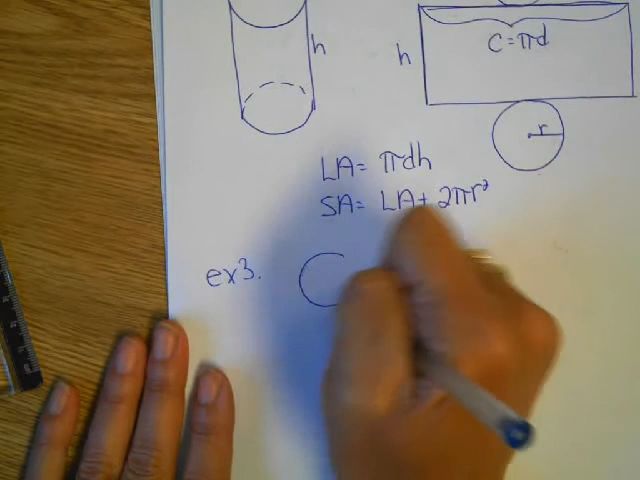 h
h
C=πd
r
LA= πdh
SA= LA+ 2πr²
ex3.